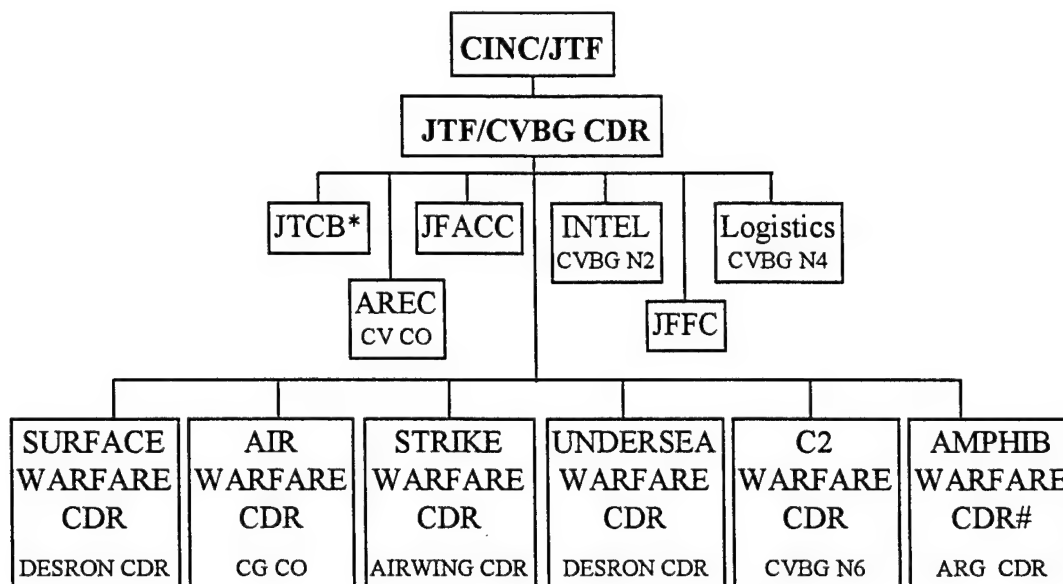 CINC/JTF
JTF/CVBG CDR
JTCB*
JFACC
INTEL
CVBG N2
Logistics
CVBG N4
AREC
CV CO
JFFC
SURFACE
WARFARE
CDR
DESRON CDR
AIR
WARFARE
CDR
CG CO
STRIKE
WARFARE
CDR
AIRWING CDR
UNDERSEA
WARFARE
CDR
DESRON CDR
C2
WARFARE
CDR
CVBG N6
AMPHIB
WARFARE
CDR#
ARG CDR